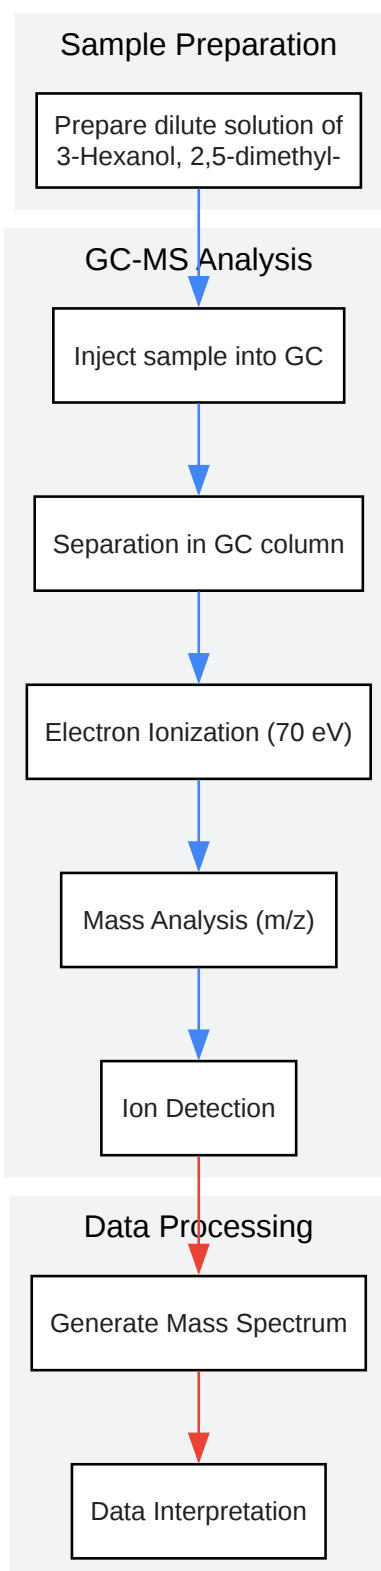 Sample Preparation
Prepare dilute solution of
3-Hexanol, 2,5-dimethyl-
GC-MS Analysis
Inject sample into GC
Separation in GC column
Electron Ionization (70 eV)
Mass Analysis (m/z)
Ion Detection
Data Processing
Generate Mass Spectrum
Data Interpretation